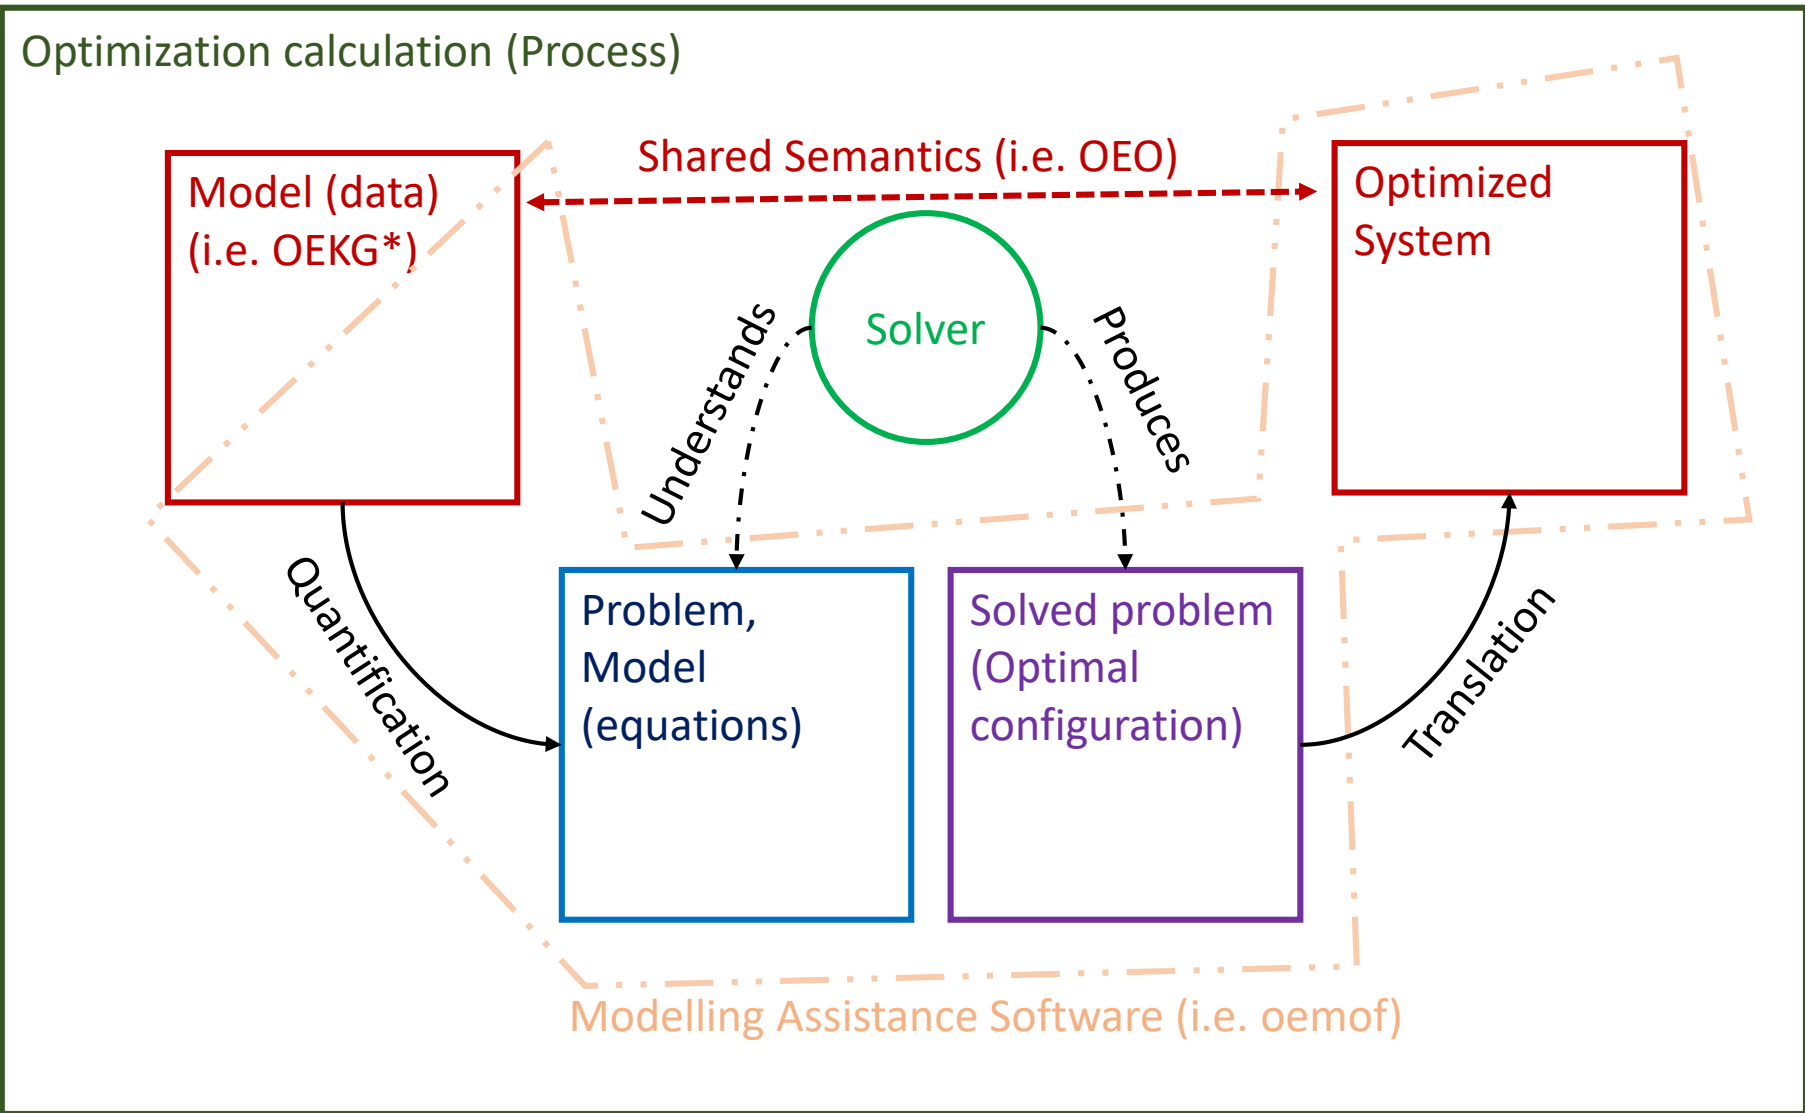 Optimization calculation (Process)
Shared Semantics (i.e. OEO)
Model (data)
(i.e. OEKG*)
Optimized
System
Solver
Understands
Produces
Quantification
Problem,
Model
(equations)
Solved problem
(Optimal
configuration)
Translation
Modelling Assistance Software (i.e. oemof)